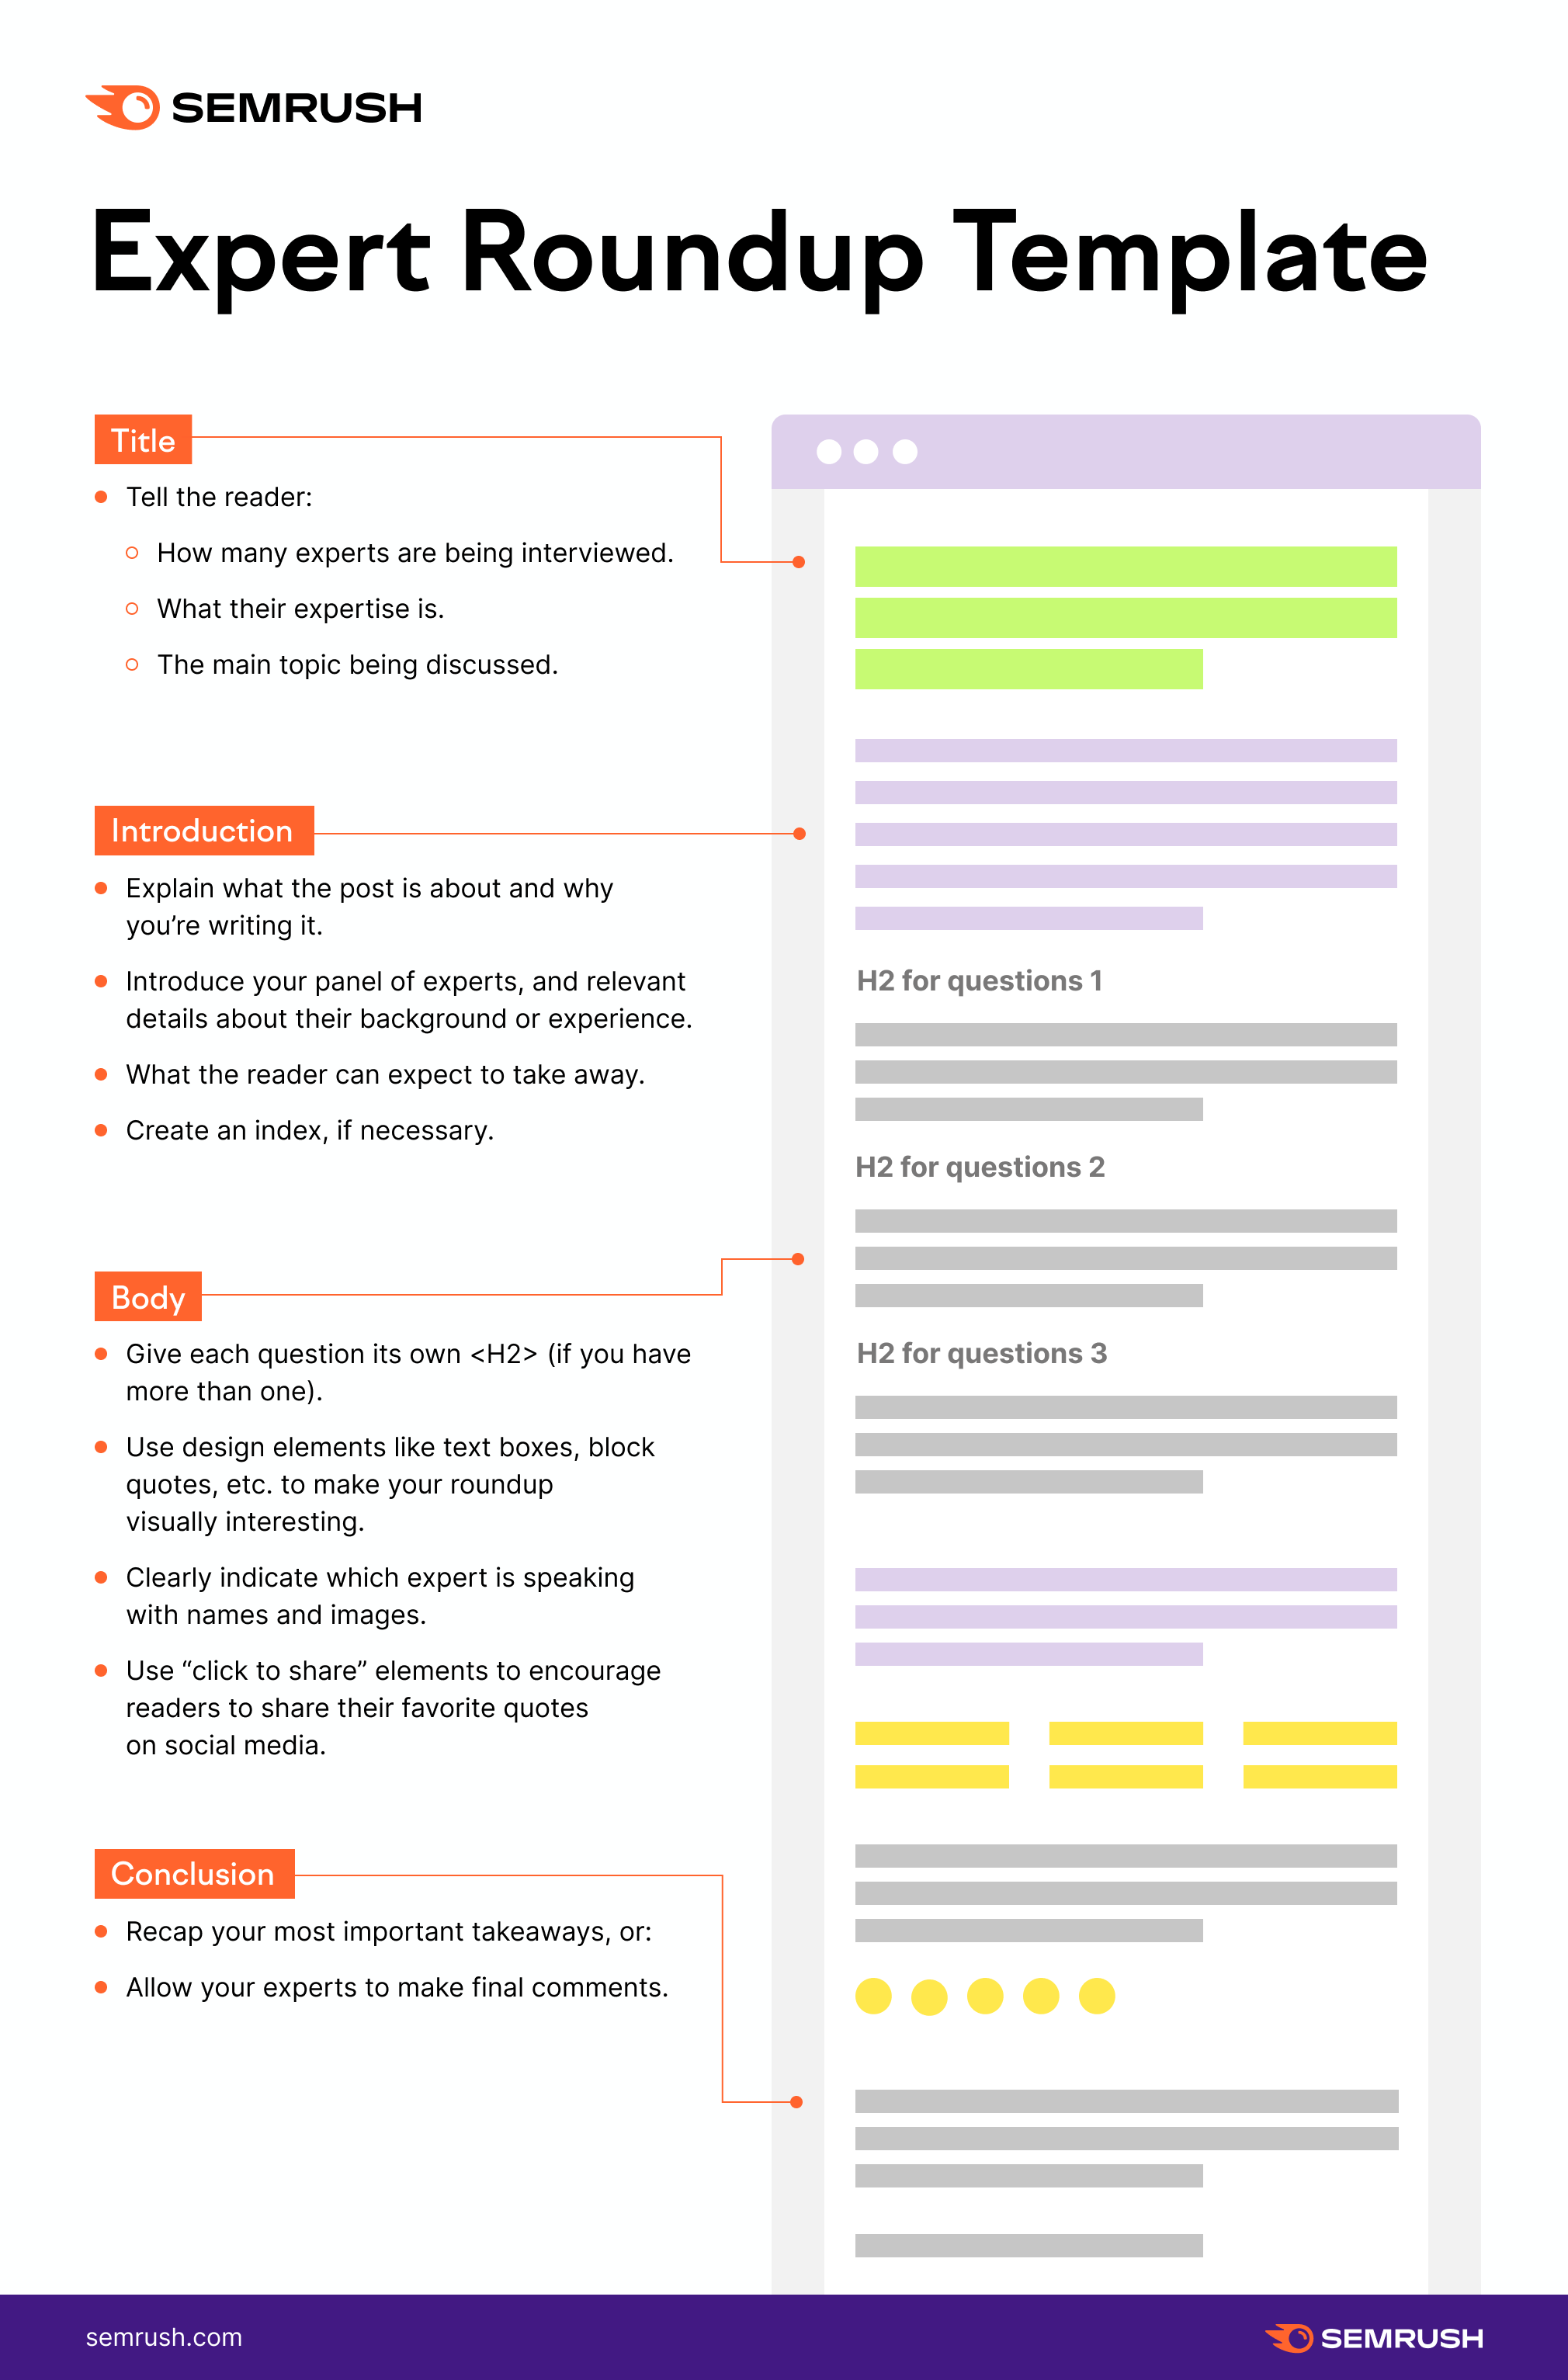 SEMRUSH
Expert Roundup Template
Title
Tell the reader:
How many experts are being interviewed.
What their expertise is.
The main topic being discussed.
Introduction
Explain what the post is about and why
you’re writing it.
Introduce your panel of experts, and relevant
details about their background or experience.
What the reader can expect to take away.
Create an index, if necessary.
Body
Give each question its own <H2> (if you have
more than one).
Use design elements like text boxes, block
quotes, etc. to make your roundup
visually interesting.
Clearly indicate which expert is speaking
with names and images.
Use “click to share” elements to encourage
readers to share their favorite quotes
on social media.
Conclusion
Recap your most important takeaways, or:
Allow your experts to make final comments.
H2 for questions 1
H2 for questions 2
H2 for questions 3
semrush.com
SEMRUSH